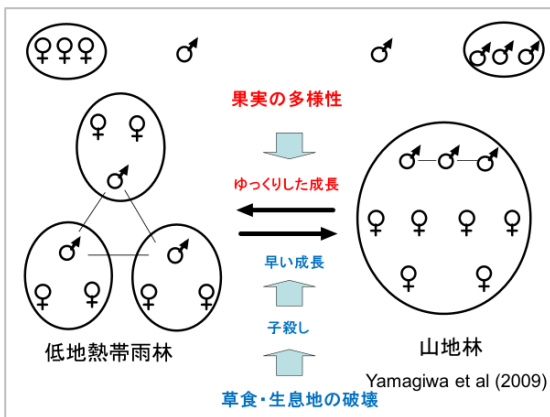 果実の多様性
ゆっくりした成長
早い成長
子殺し
草食・生息地の破壊
低地熱帯雨林
山地林
Yamagiwa et al (2009)